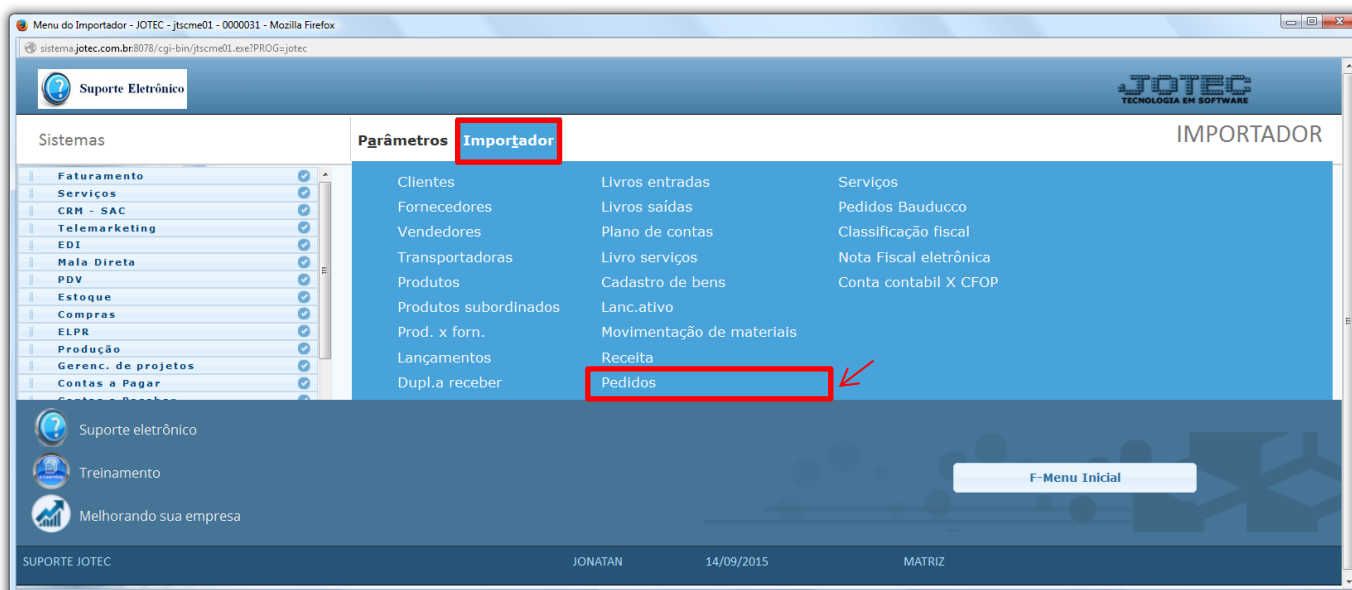 Menu do Importador - JOTEC - jtscme01 - 0000031 - Mozilla Firefox
sistema.jotec.com.br:8078/cgi-bin/jtscme01.exe?PROG=jotec
Suporte Eletrônico
JOTEC
TECNOLOGIA EM SOFTWARE
Sistemas
Parâmetros
Importador
IMPORTADOR
Faturamento
Serviços
CRM - SAC
Telemarketing
EDI
Mala Direta
PDV
Estoque
Compras
ELPR
Produção
Gerenc. de projetos
Contas a Pagar
Contas a Receber
Clientes
Fornecedores
Vendedores
Transportadoras
Produtos
Produtos subordinados
Prod. x forn.
Lançamentos
Dupl.a receber
Livros entradas
Livros saídas
Plano de contas
Livro serviços
Cadastro de bens
Lanc.ativo
Movimentação de materiais
Receita
Pedidos
Serviços
Pedidos Bauducco
Classificação fiscal
Nota Fiscal eletrônica
Conta contabil X CFOP
Suporte eletrônico
Treinamento
Melhorando sua empresa
F-Menu Inicial
SUPORTE JOTEC
JONATAN
14/09/2015
MATRIZ